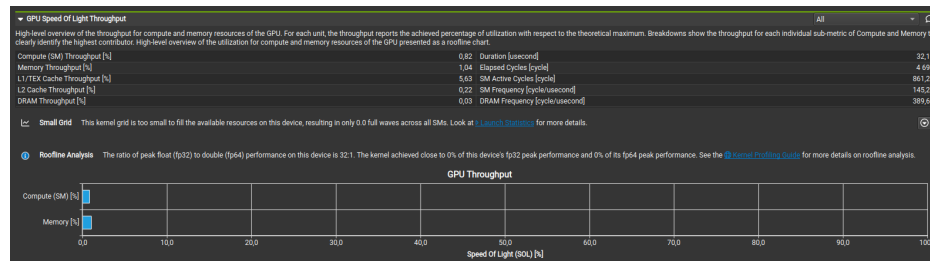 GPU Speed Of Light Throughput
All
High-level overview of the throughput for compute and memory resources of the GPU. For each unit, the throughput reports the achieved percentage of utilization with respect to the theoretical maximum. Breakdowns show the throughput for each individual sub-metric of Compute and Memory t
clearly identify the highest contributor. High-level overview of the utilization for compute and memory resources of the GPU presented as a roofline chart.
Compute (SM) Throughput [%] 0,82 Duration [usecond] 32,1
Memory Throughput [%] 1,04 Elapsed Cycles [cycle] 4 69
L1/TEX Cache Throughput [%] 5,63 SM Active Cycles [cycle] 861,2
L2 Cache Throughput [%] 0,22 SM Frequency [cycle/usecond] 145,2
DRAM Throughput [%] 0,03 DRAM Frequency [cycle/usecond] 389,6
Small Grid This kernel grid is too small to fill the available resources on this device, resulting in only 0.0 full waves across all SMs. Look at Launch Statistics for more details.
Roofline Analysis The ratio of peak float (fp32) to double (fp64) performance on this device is 32:1. The kernel achieved close to 0% of this device's fp32 peak performance and 0% of its fp64 peak performance. See the Kernel Profiling Guide for more details on roofline analysis.
GPU Throughput
Compute (SM) [%]
Memory [%]
0,0 10,0 20,0 30,0 40,0 50,0 60,0 70,0 80,0 90,0 100
Speed Of Light (SOL) [%]